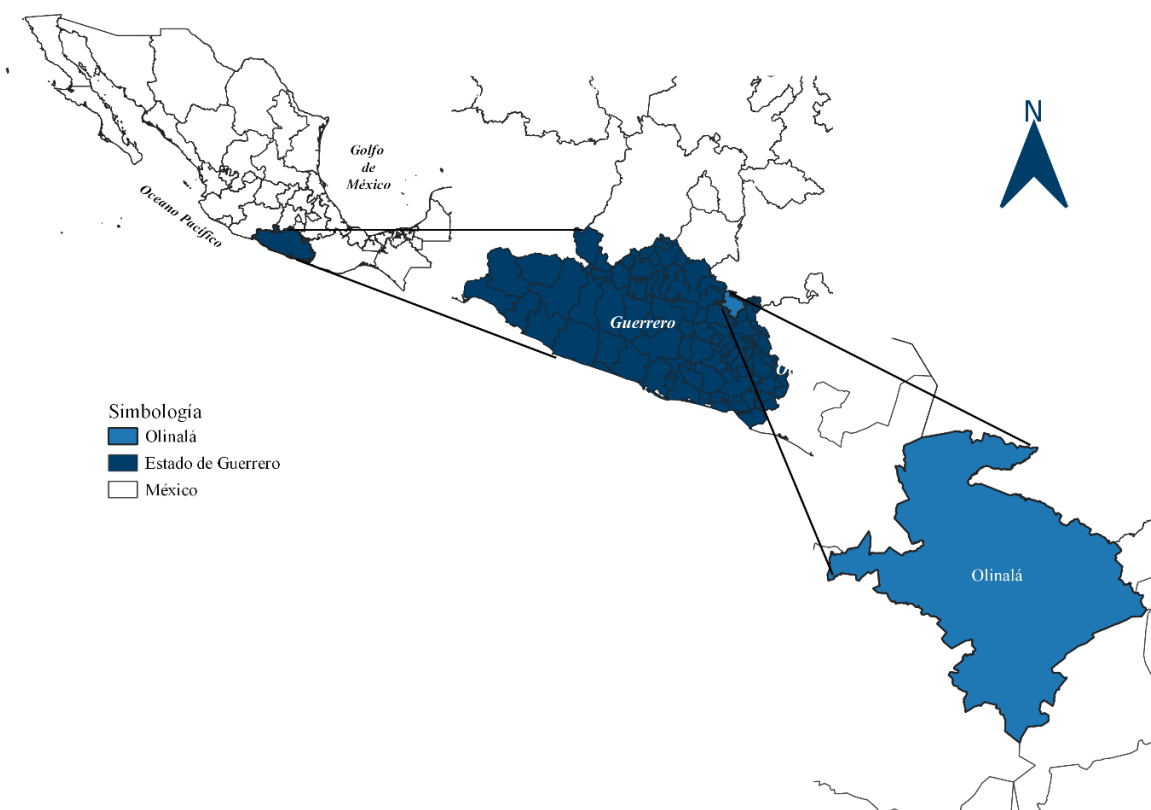 N
Golfo
de
México
Oceano Pacífico
Guerrero
Simbología
Olinalá
Estado de Guerrero
México
Olinalá